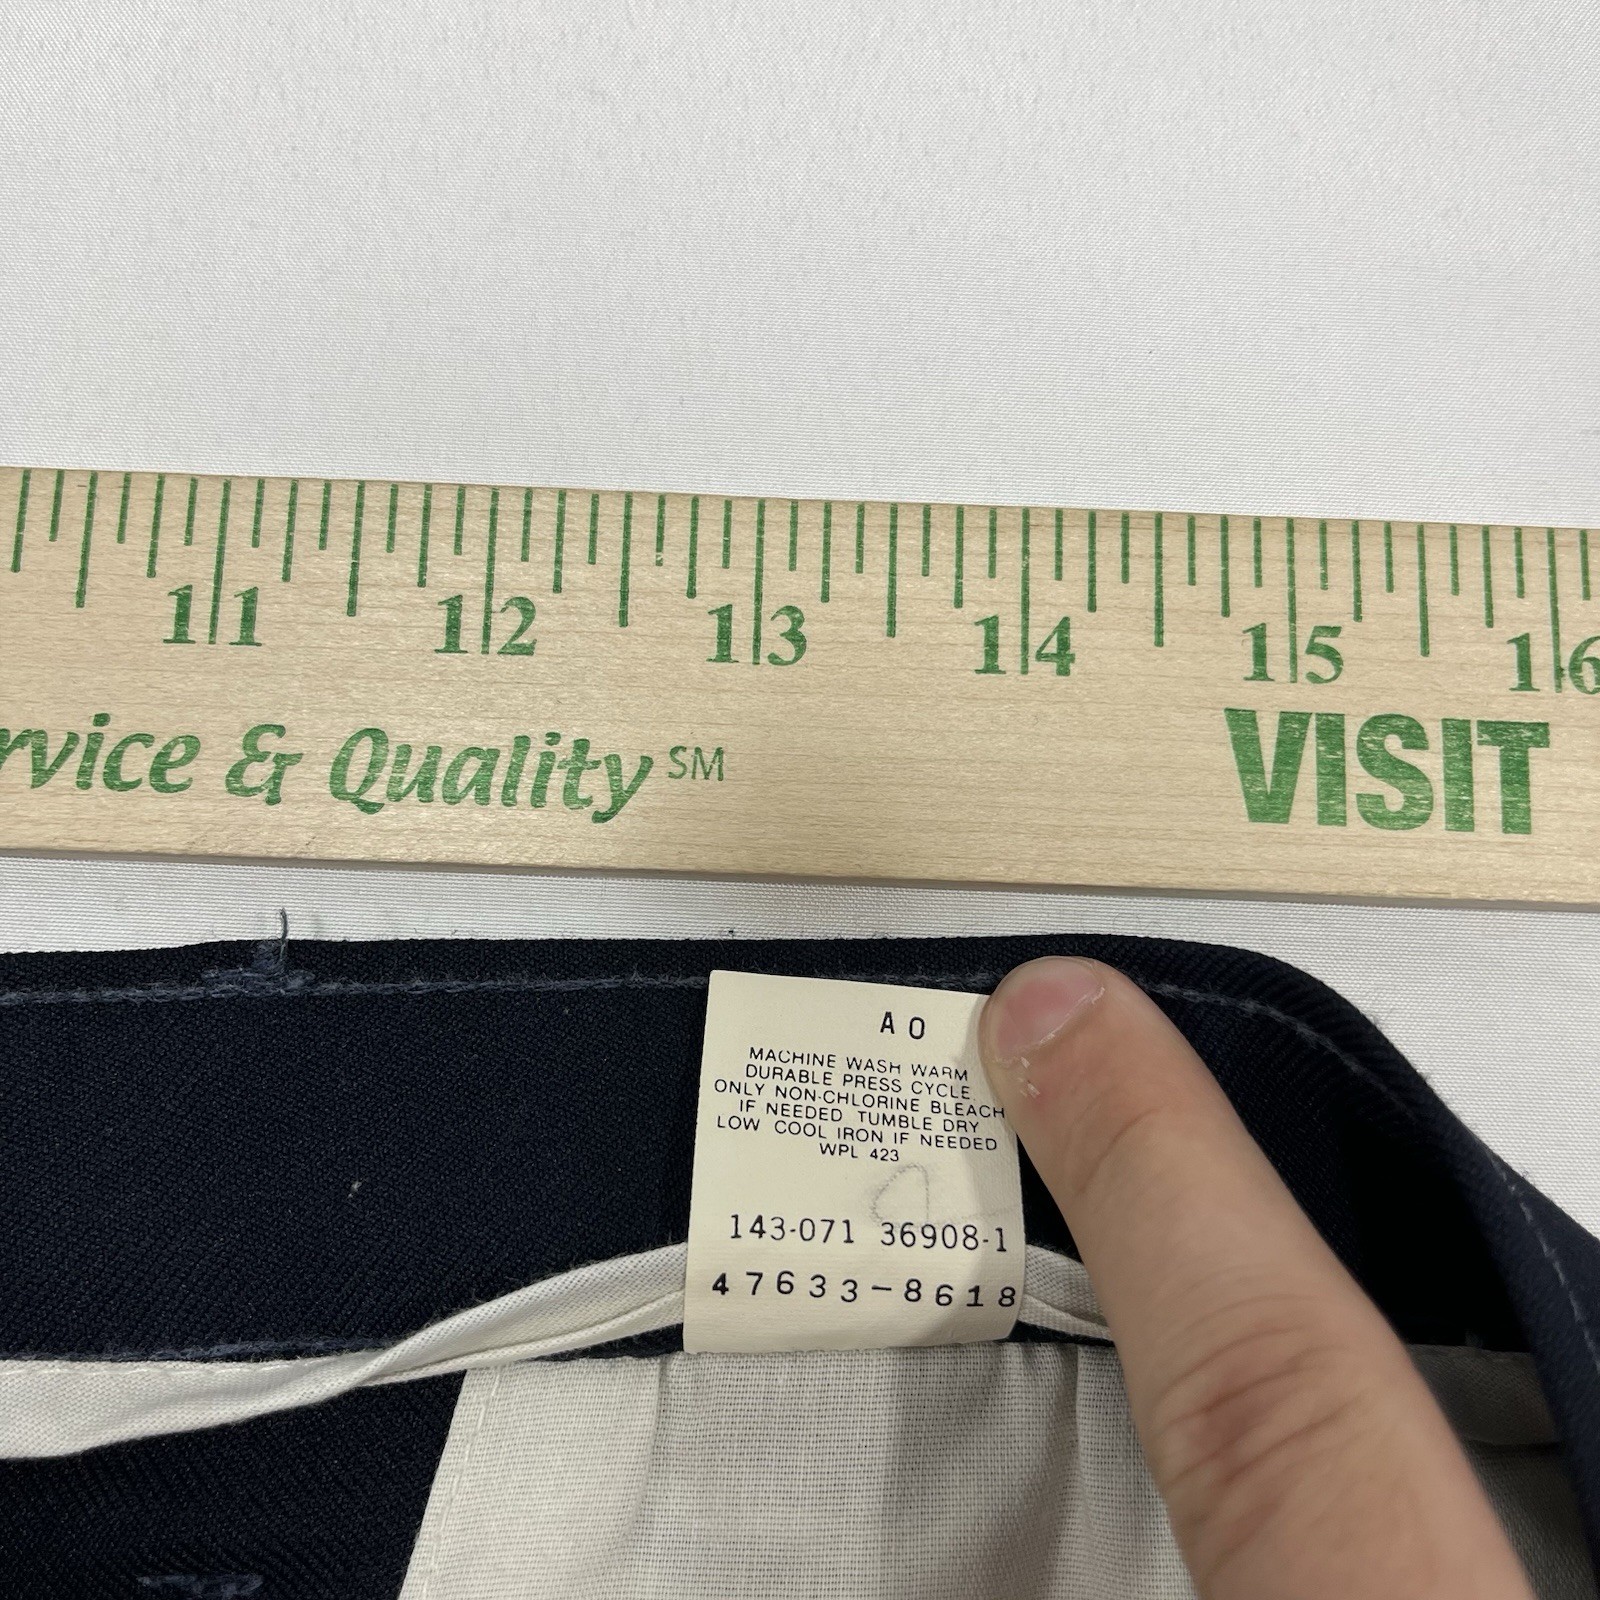 11 12 13 14 15 16
rvice & Quality SM VISIT
A 0
MACHINE WASH WARM
DURABLE PRESS CYCLE
ONLY NON-CHLORINE BLEACH
IF NEEDED TUMBLE DRY
LOW COOL IRON IF NEEDED
WPL 423
143-071 36908-1
47633-8618